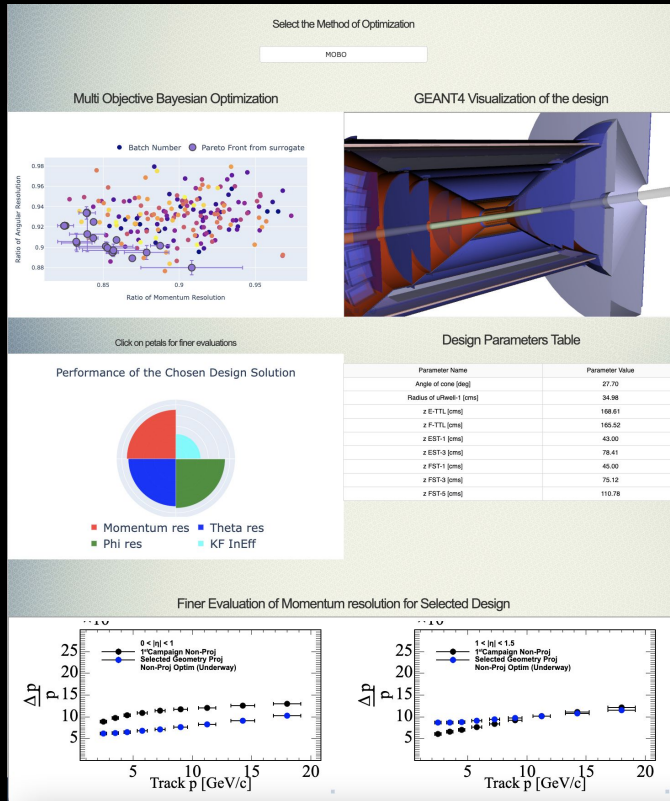 Select the Method of Optimization
MOBO
Multi Objective Bayesian Optimization
GEANT4 Visualization of the design
Batch Number Pareto Front from surrogate
0.98
0.96
0.94
0.92
0.9
0.88
Ratio of Angular Resolution
0.85 0.9 0.95
Ratio of Momentum Resolution
Click on petals for finer evaluations
Performance of the Chosen Design Solution
Momentum res Theta res
Phi res KF InEff
Design Parameters Table
Parameter Name Parameter Value
Angle of cone [deg] 27.70
Radius of uRwell-1 [cms] 34.98
z E-TTL [cms] 168.61
z F-TTL [cms] 165.52
z EST-1 [cms] 43.00
z EST-3 [cms] 78.41
z FST-1 [cms] 45.00
z FST-3 [cms] 75.12
z FST-5 [cms] 110.78
Finer Evaluation of Momentum resolution for Selected Design
0 < |η| < 1
1stCampaign Non-Proj
Selected Geometry Proj
Non-Proj Optim (Underway)
25
20
15
10
5
Δp
p
5 10 15 20
Track p [GeV/c]
1 < |η| < 1.5
1stCampaign Non-Proj
Selected Geometry Proj
Non-Proj Optim (Underway)
25
20
15
10
5
Δp
p
5 10 15 20
Track p [GeV/c]